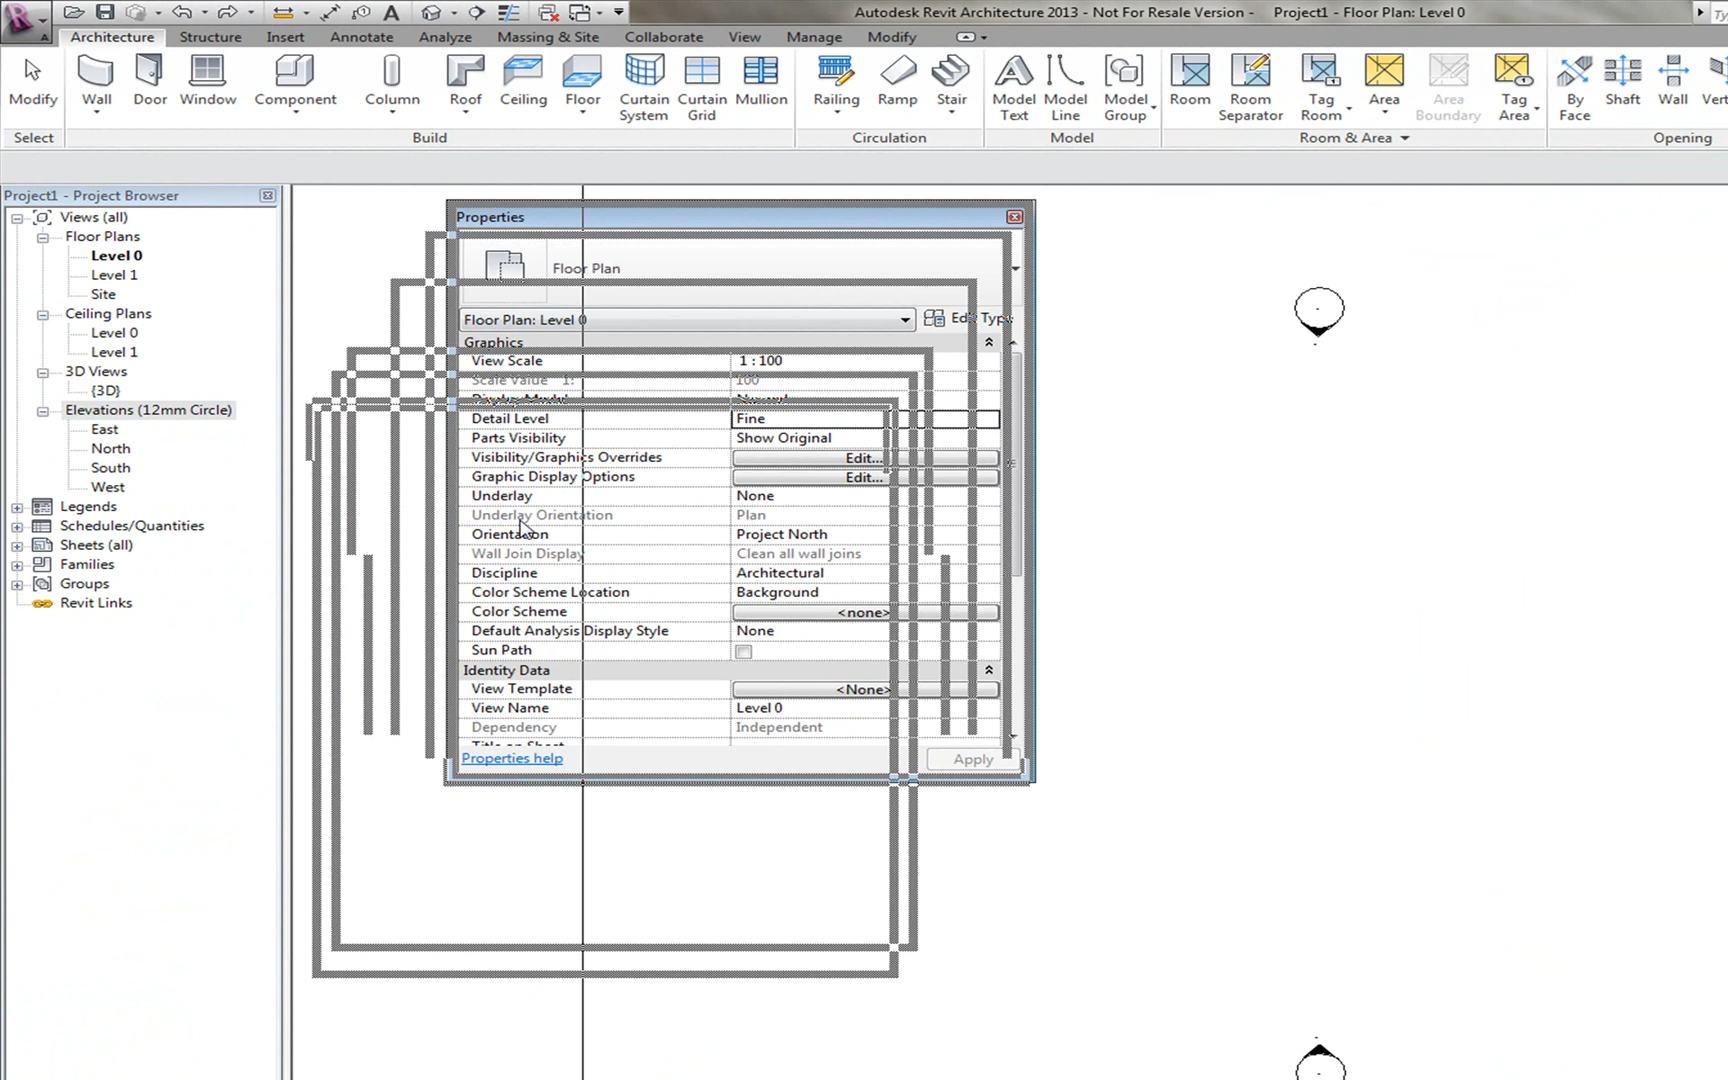 Autodesk Revit Architecture 2013 - Not For Resale Version - Project1 - Floor Plan: Level 0
Architecture Structure Insert Annotate Analyze Massing & Site Collaborate View Manage Modify
Modify Wall Door Window Component Column Roof Ceiling Floor Curtain System Curtain Grid Mullion Railing Ramp Stair Model Text Model Line Model Group Room Room Separator Tag Room Area Area Boundary Tag Area By Face Shaft Wall
Select Build Circulation Model Room & Area Opening
Project1 - Project Browser
Views (all)
Floor Plans
Level 0
Level 1
Site
Ceiling Plans
Level 0
Level 1
3D Views
{3D}
Elevations (12mm Circle)
East
North
South
West
Legends
Schedules/Quantities
Sheets (all)
Families
Groups
Revit Links
Properties
Floor Plan
Floor Plan: Level 0 Edit Type
Graphics
View Scale 1 : 100
Scale Value 1: 100
Detail Level Fine
Parts Visibility Show Original
Visibility/Graphics Overrides Edit...
Graphic Display Options Edit...
Underlay None
Underlay Orientation Plan
Orientation Project North
Wall Join Display Clean all wall joins
Discipline Architectural
Color Scheme Location Background
Color Scheme <none>
Default Analysis Display Style None
Sun Path
Identity Data
View Template <None>
View Name Level 0
Dependency Independent
Properties help Apply